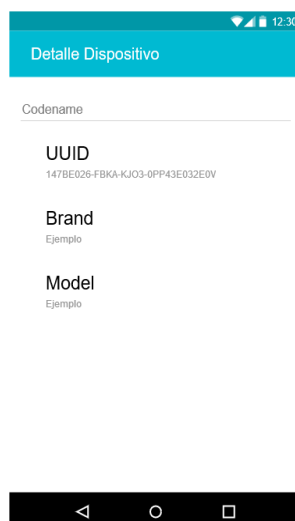 12:30
Detalle Dispositivo
Codename
UUID
147BE026-FBKA-KJO3-0PP43E032E0V
Brand
Ejemplo
Model
Ejemplo